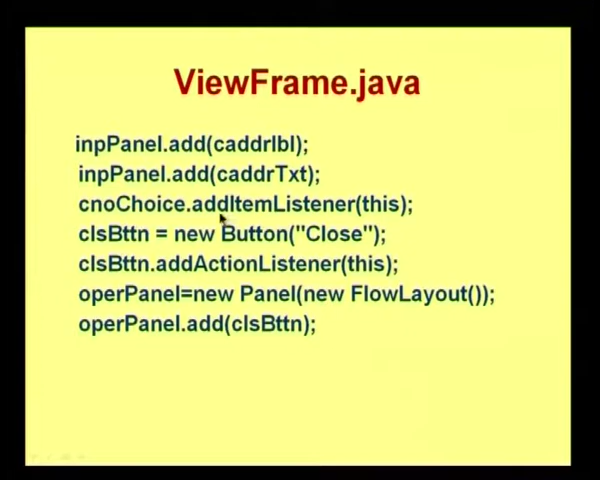 ViewFrame.java
inpPanel.add(caddrlbl);
inpPanel.add(caddrTxt);
cnoChoice.addItemListener(this);
clsBttn = new Button("Close");
clsBttn.addActionListener(this);
operPanel=new Panel(new FlowLayout());
operPanel.add(clsBttn);